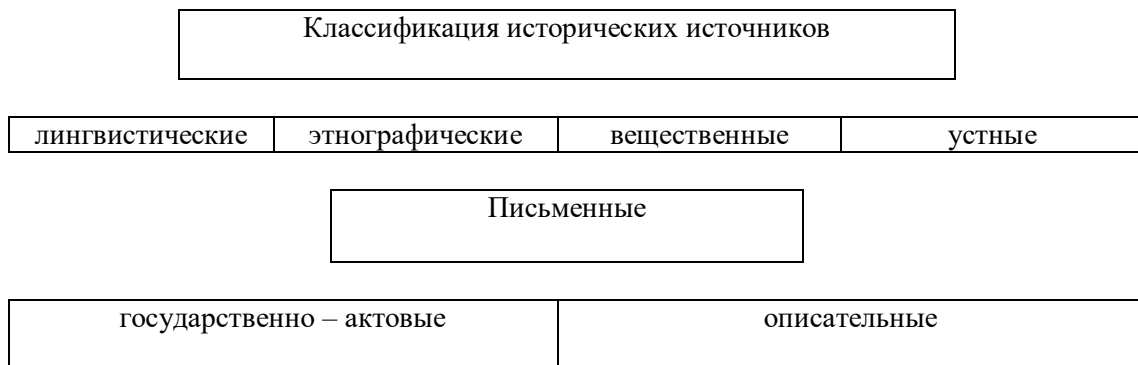 Классификация исторических источников
лингвистические этнографические вещественные устные
Письменные
государственно – актовые описательные